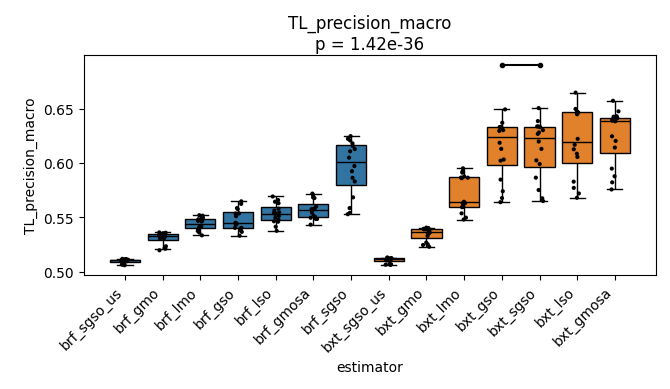 TL_precision_macro
p = 1.42e-36
TL_precision_macro
0.65
0.60
0.55
0.50
brf_sgso_us
brf_gmo
brf_lmo
brf_gso
brf_lso
brf_gmosa
brf_sgso
bxt_sgso_us
bxt_gmo
bxt_lmo
bxt_gso
bxt_sgso
bxt_lso
bxt_gmosa
estimator